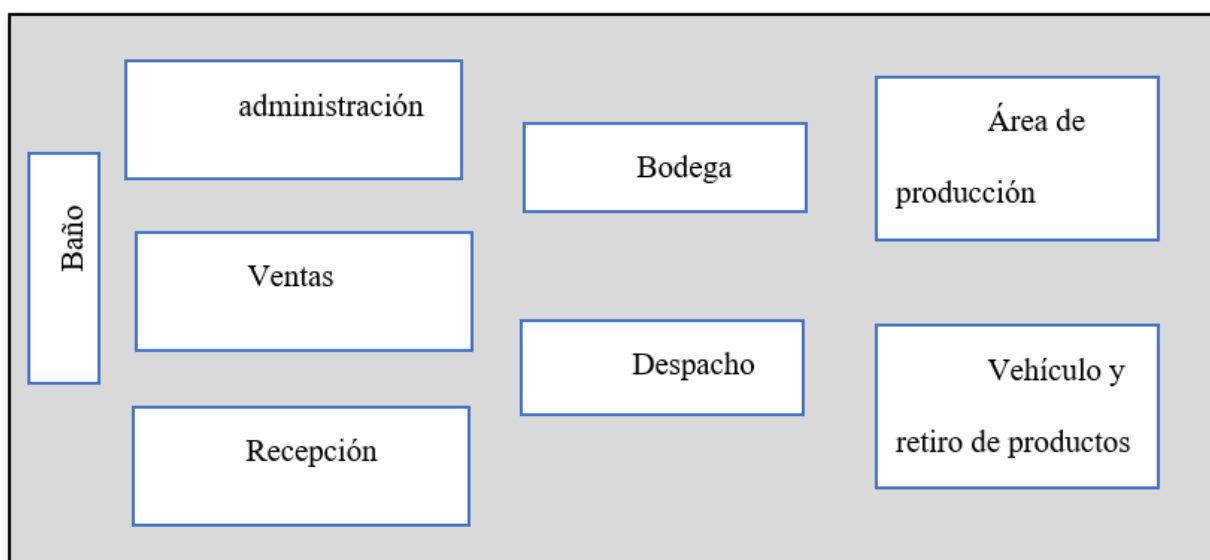 Baño
administración
Ventas
Recepción
Bodega
Despacho
Área de
producción
Vehículo y
retiro de productos